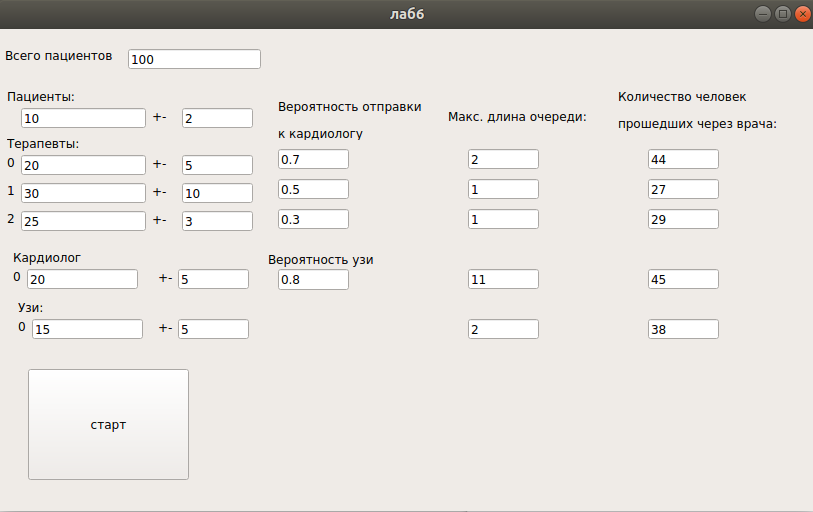 лаб6
Всего пациентов 100
Пациенты:
10 +- 2
Терапевты:
0 20 +- 5
1 30 +- 10
2 25 +- 3
Вероятность отправки
к кардиологу
0.7
0.5
0.3
Макс. длина очереди:
2
1
1
Количество человек
прошедших через врача:
44
27
29
Кардиолог
Вероятность узи
0 20 +- 5 0.8 11 45
Узи:
0 15 +- 5 2 38
старт